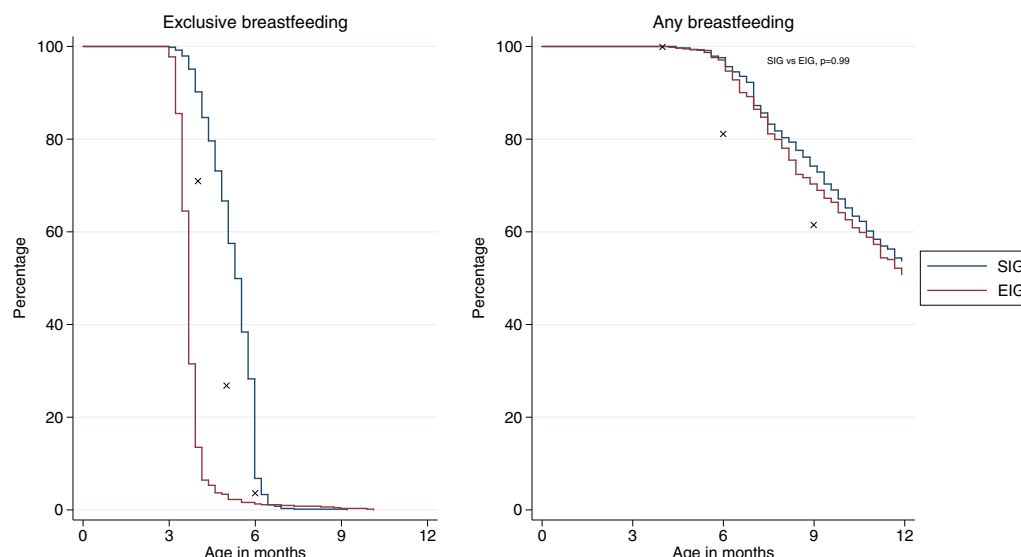 Exclusive breastfeeding
100
80
60
40
20
0
Percentage
0 3 6 9 12
Age in months
Any breastfeeding
SIG vs EIG, p=0.99
100
80
60
40
20
0
Percentage
0 3 6 9 12
Age in months
SIG
EIG